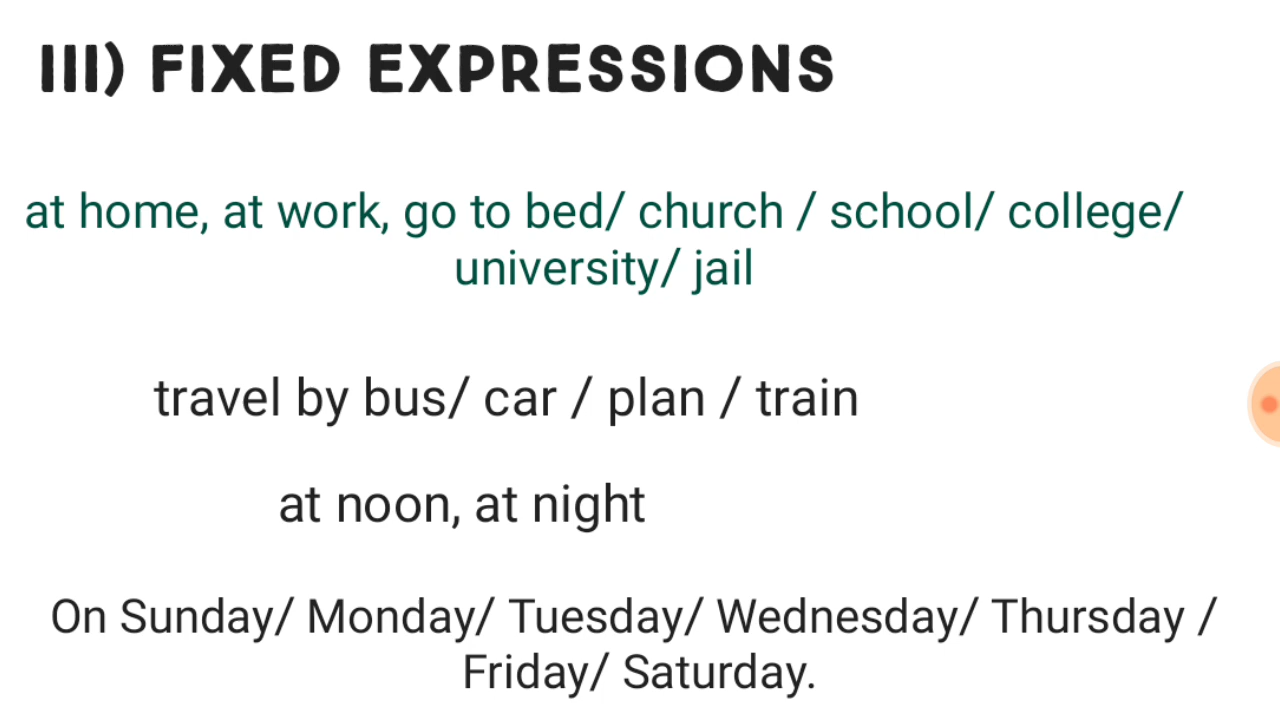 III) FIXED EXPRESSIONS
at home, at work, go to bed/ church / school/ college/
university/ jail
travel by bus/ car / plan / train
at noon, at night
On Sunday/ Monday/ Tuesday/ Wednesday/ Thursday /
Friday/ Saturday.